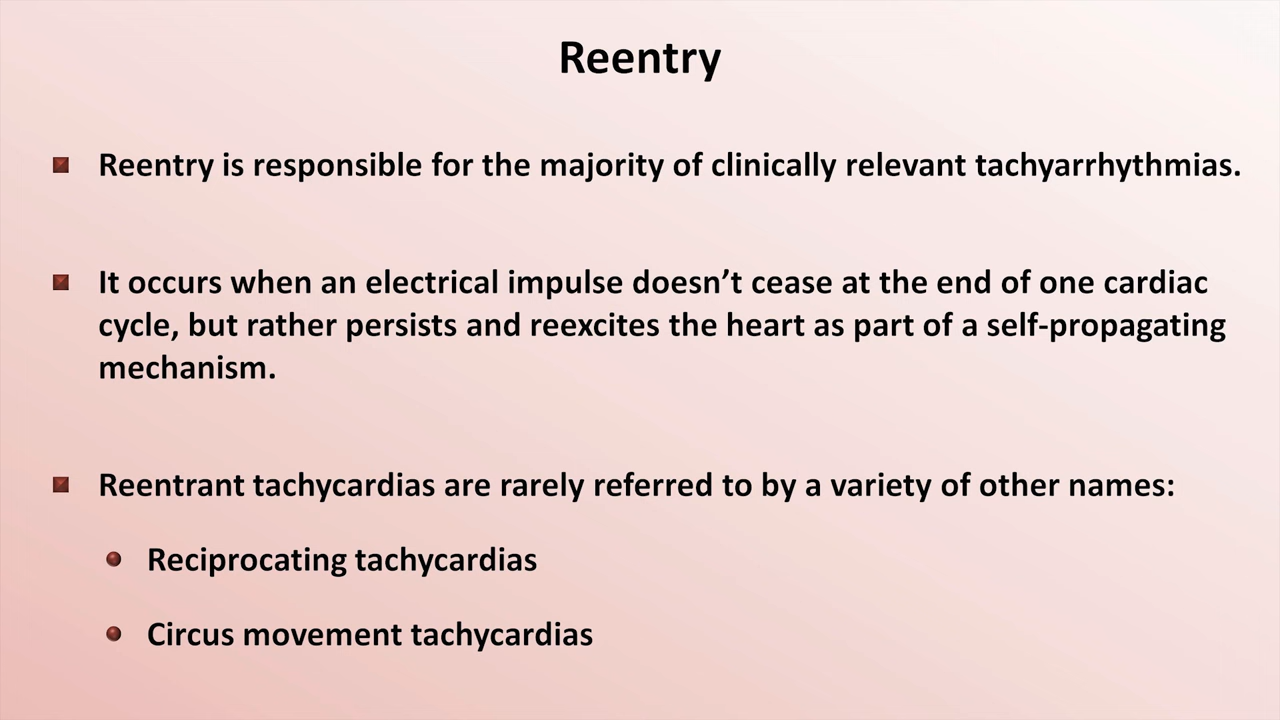 Reentry
Reentry is responsible for the majority of clinically relevant tachyarrhythmias.
It occurs when an electrical impulse doesn’t cease at the end of one cardiac
cycle, but rather persists and reexcites the heart as part of a self-propagating
mechanism.
Reentrant tachycardias are rarely referred to by a variety of other names:
Reciprocating tachycardias
Circus movement tachycardias